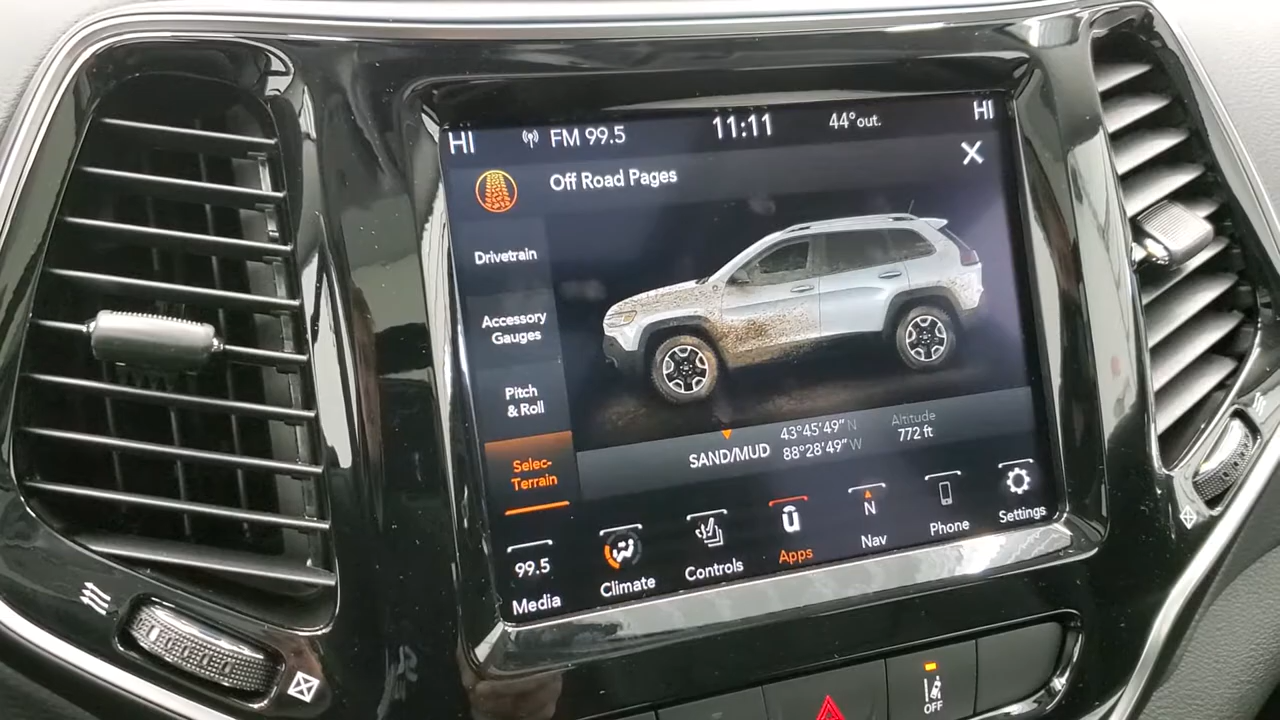 HI FM 99.5 11:11 44° out. HI
Off Road Pages
Drivetrain
Accessory
Gauges
Pitch
& Roll
Selec-
Terrain
SAND/MUD
43°45'49" N
88°28'49" W
Altitude
772 ft
99.5
Media
Climate
Controls
Apps
N
Nav
Phone
Settings
OFF